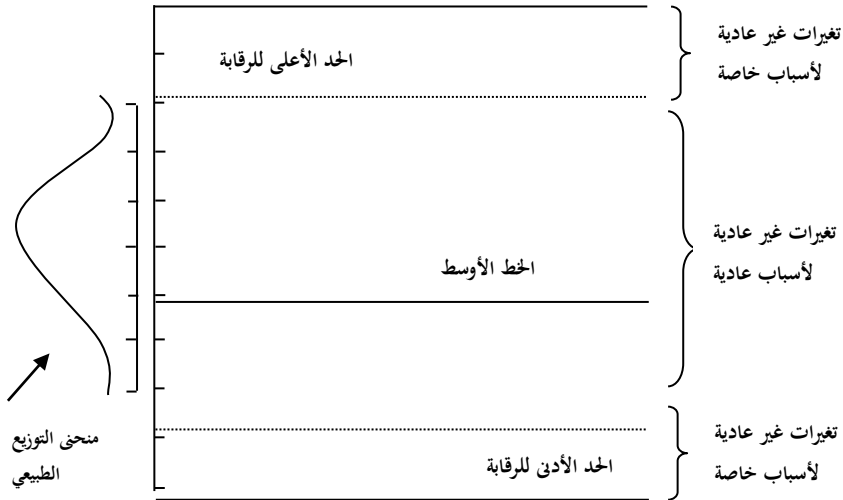 تغيرات غير عادية
لأسباب خاصة
الحد الأعلى للرقابة
تغيرات غير عادية
لأسباب عادية
الخط الأوسط
منحنى التوزيع
الطبيعي
تغيرات غير عادية
لأسباب خاصة
الحد الأدنى للرقابة